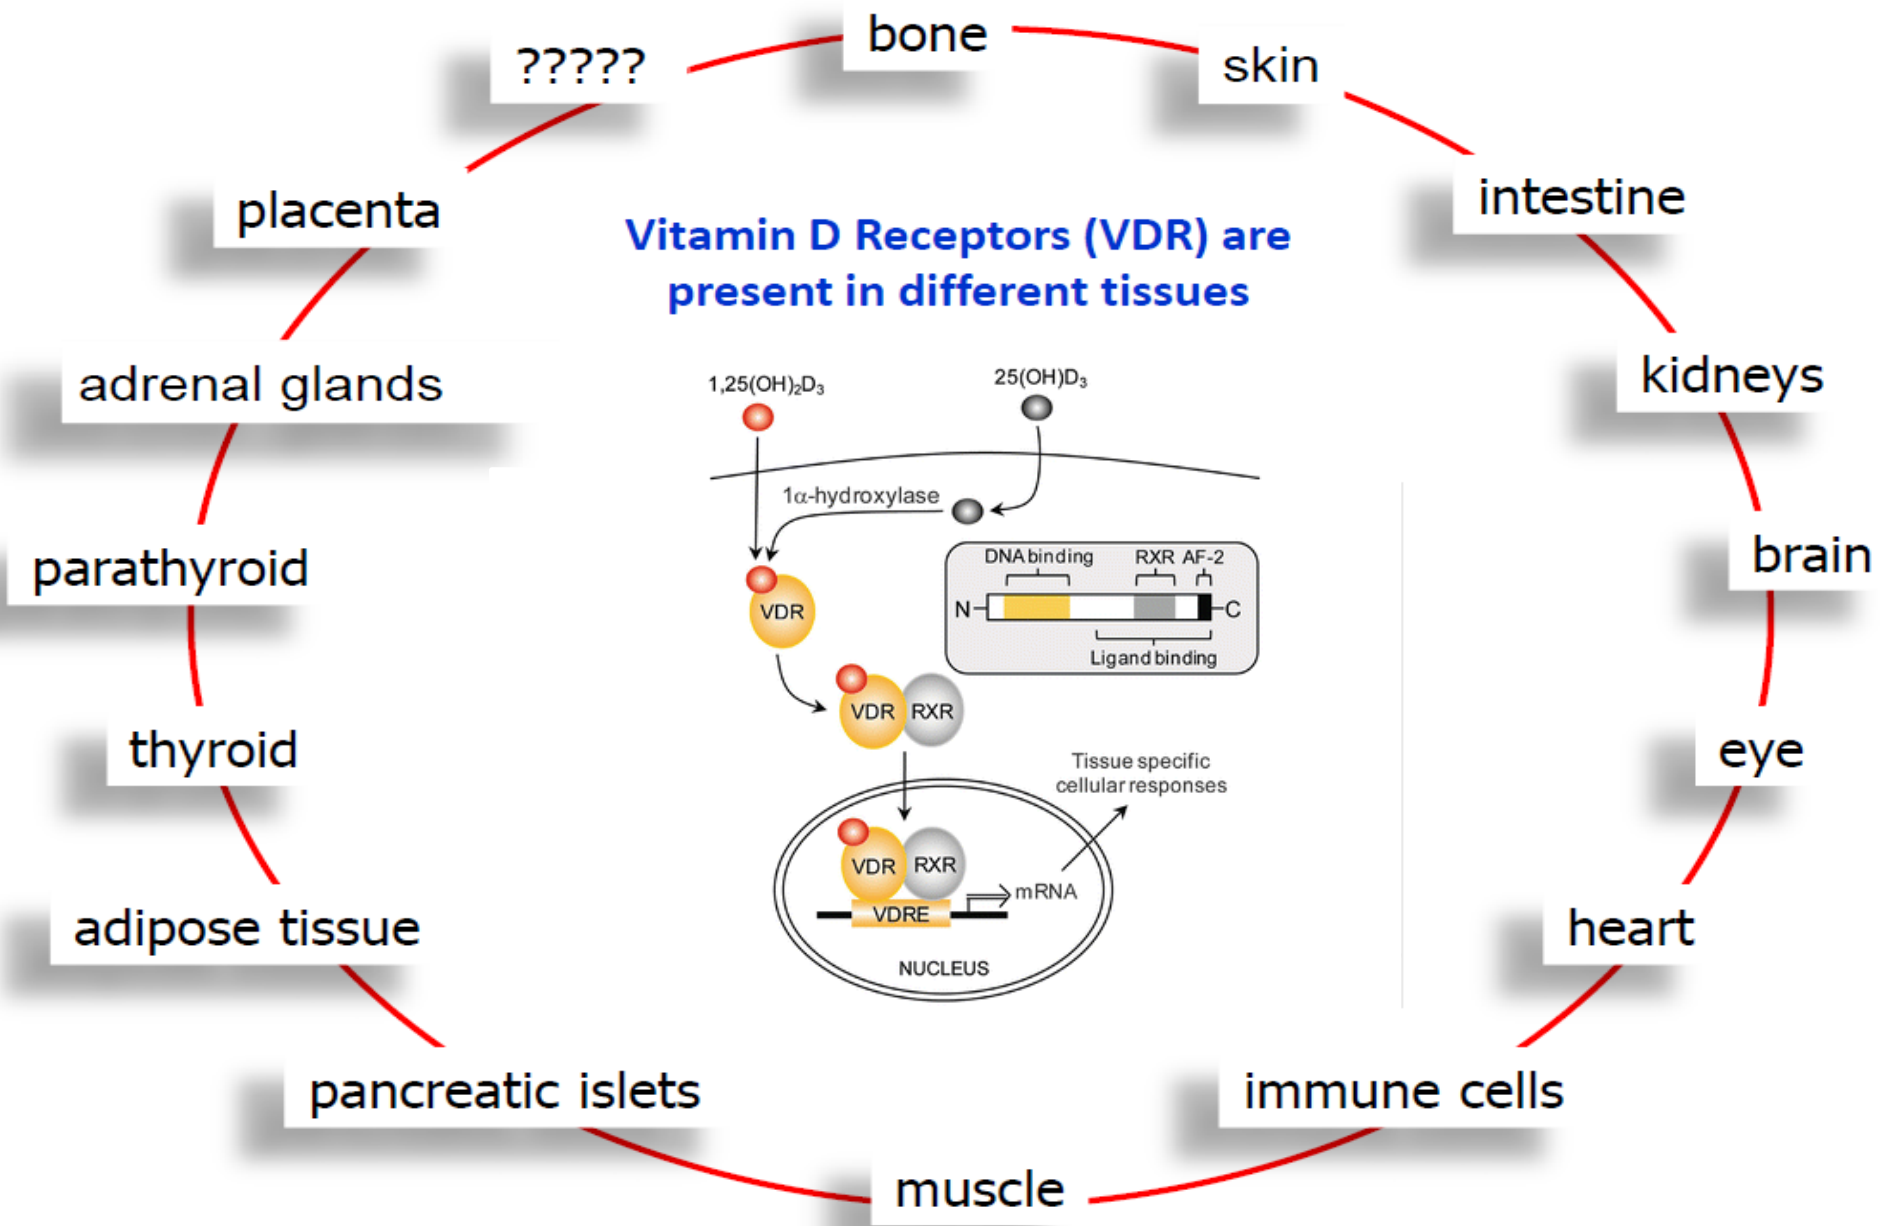 bone
?????
skin
placenta
intestine
Vitamin D Receptors (VDR) are
present in different tissues
adrenal glands
kidneys
1,25(OH)₂D₃
25(OH)D₃
1α-hydroxylase
parathyroid
brain
DNA binding
RXR
AF-2
N
C
Ligand binding
VDR
VDR
RXR
thyroid
eye
Tissue specific
cellular responses
VDR
RXR
mRNA
VDRE
NUCLEUS
adipose tissue
heart
pancreatic islets
immune cells
muscle